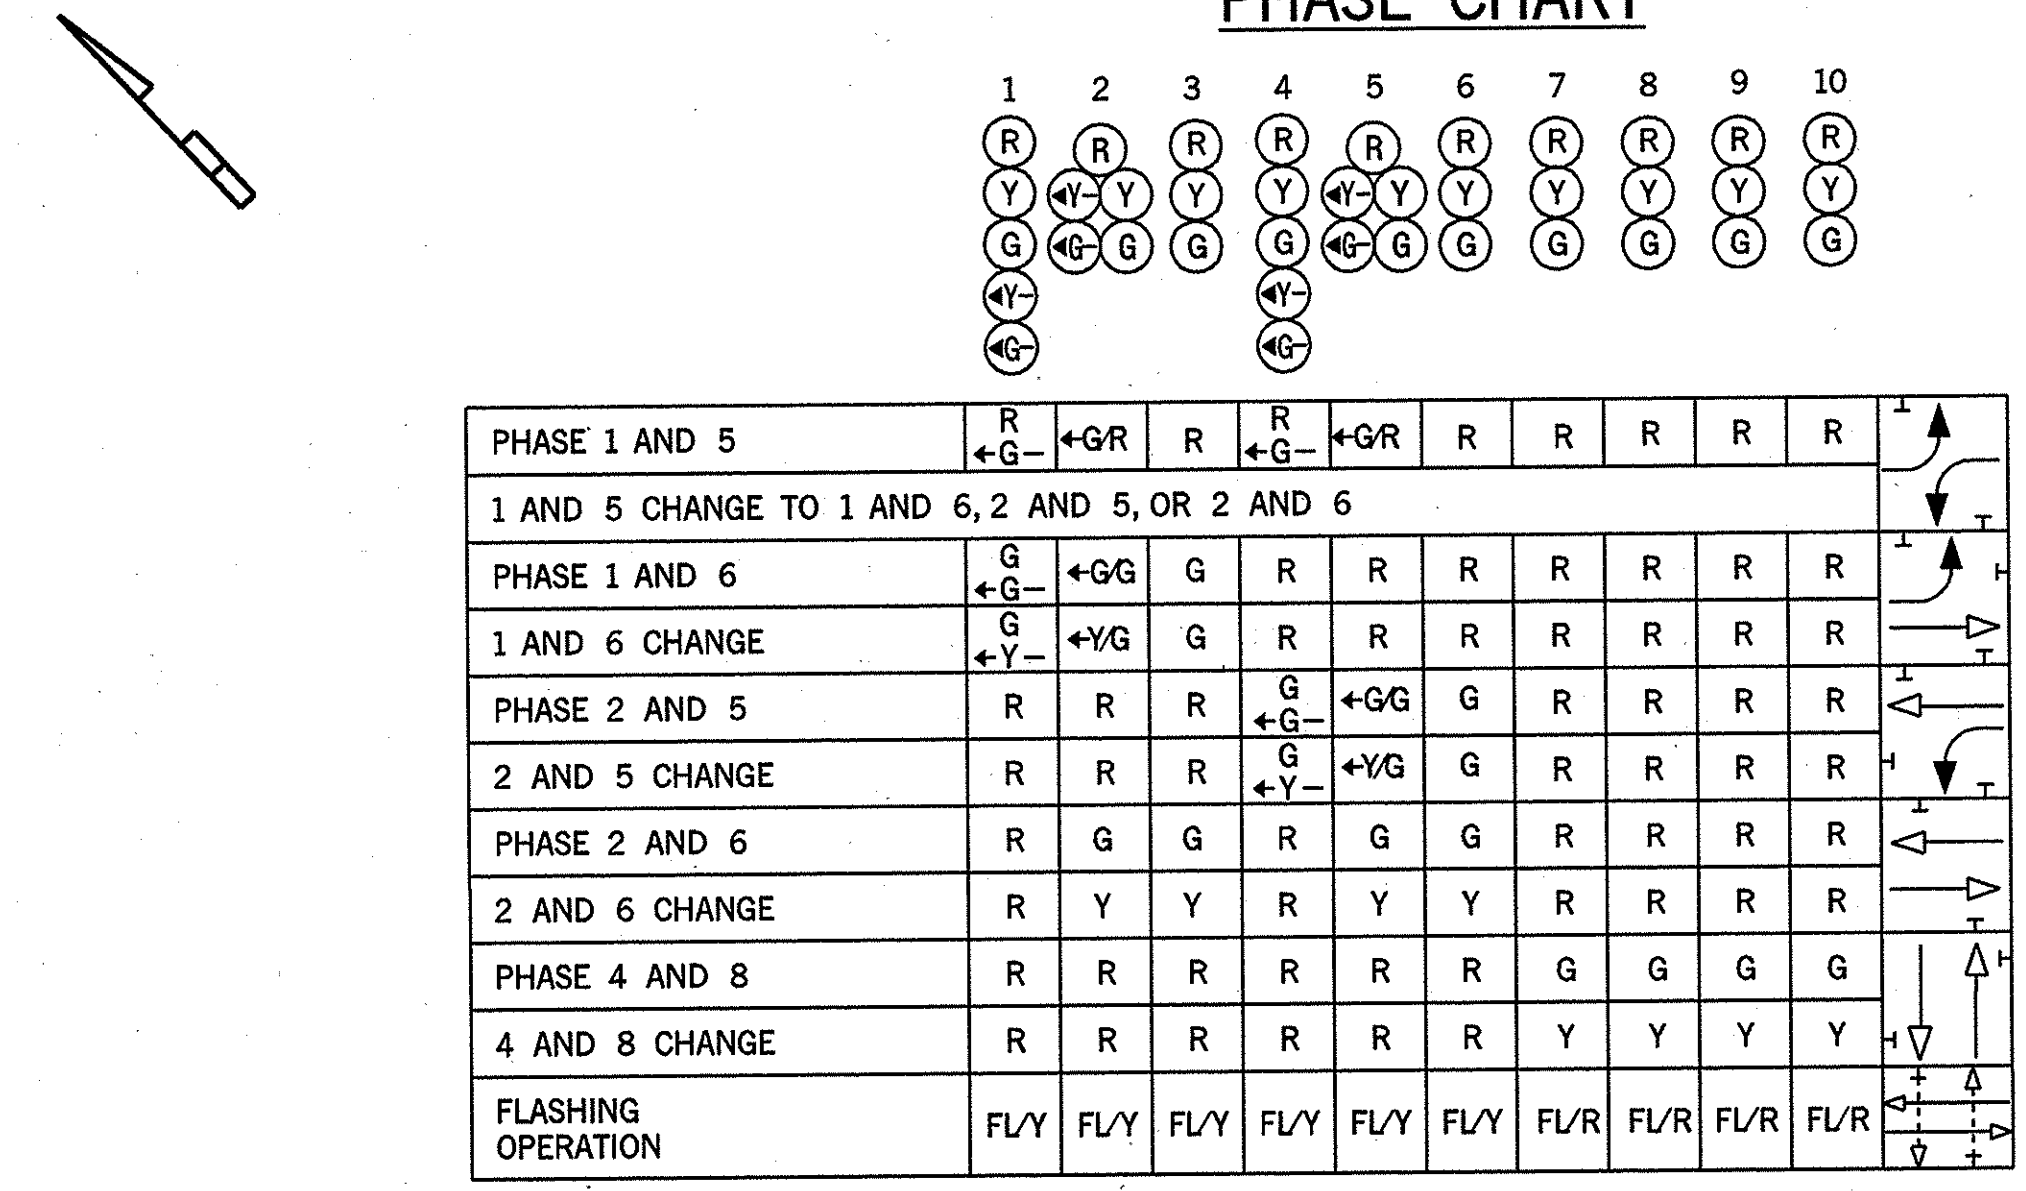 PHASE CHART
1 2 3 4 5 6 7 8 9 10
R R R R R R R R R R
Y ◄Y- Y Y Y ◄Y- Y Y Y Y Y Y
G ◄G- G G G ◄G- G G G G G G
◄Y- ◄Y-
◄G- ◄G-
PHASE 1 AND 5 R ←G- ←G/R R R ←G- ←G/R R R R R R
1 AND 5 CHANGE TO 1 AND 6, 2 AND 5, OR 2 AND 6
PHASE 1 AND 6 G ←G- ←G/G G R R R R R R R
1 AND 6 CHANGE G ←Y- ←Y/G G R R R R R R R
PHASE 2 AND 5 R R R G ←G- ←G/G G R R R R
2 AND 5 CHANGE R R R G ←Y- ←Y/G G R R R R
PHASE 2 AND 6 R G G R G G R R R R
2 AND 6 CHANGE R Y Y R Y Y R R R R
PHASE 4 AND 8 R R R R R R G G G G
4 AND 8 CHANGE R R R R R R Y Y Y Y
FLASHING
OPERATION FL/Y FL/Y FL/Y FL/Y FL/Y FL/Y FL/R FL/R FL/R FL/R